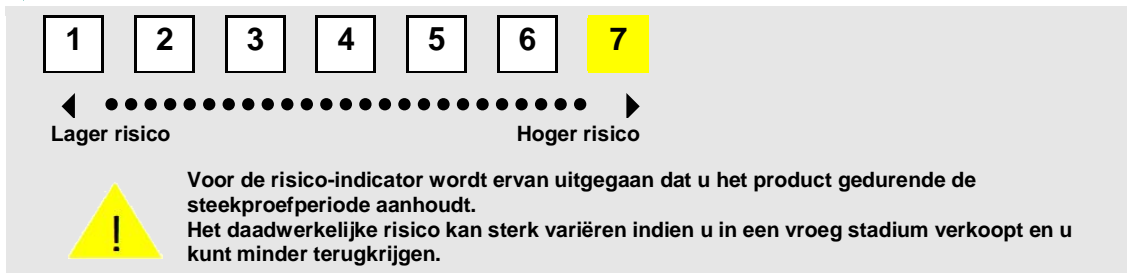 1 2 3 4 5 6 7
Lager risico Hoger risico
! Voor de risico-indicator wordt ervan uitgegaan dat u het product gedurende de
steekproefperiode aanhoudt.
Het daadwerkelijke risico kan sterk variëren indien u in een vroeg stadium verkoopt en u
kunt minder terugkrijgen.